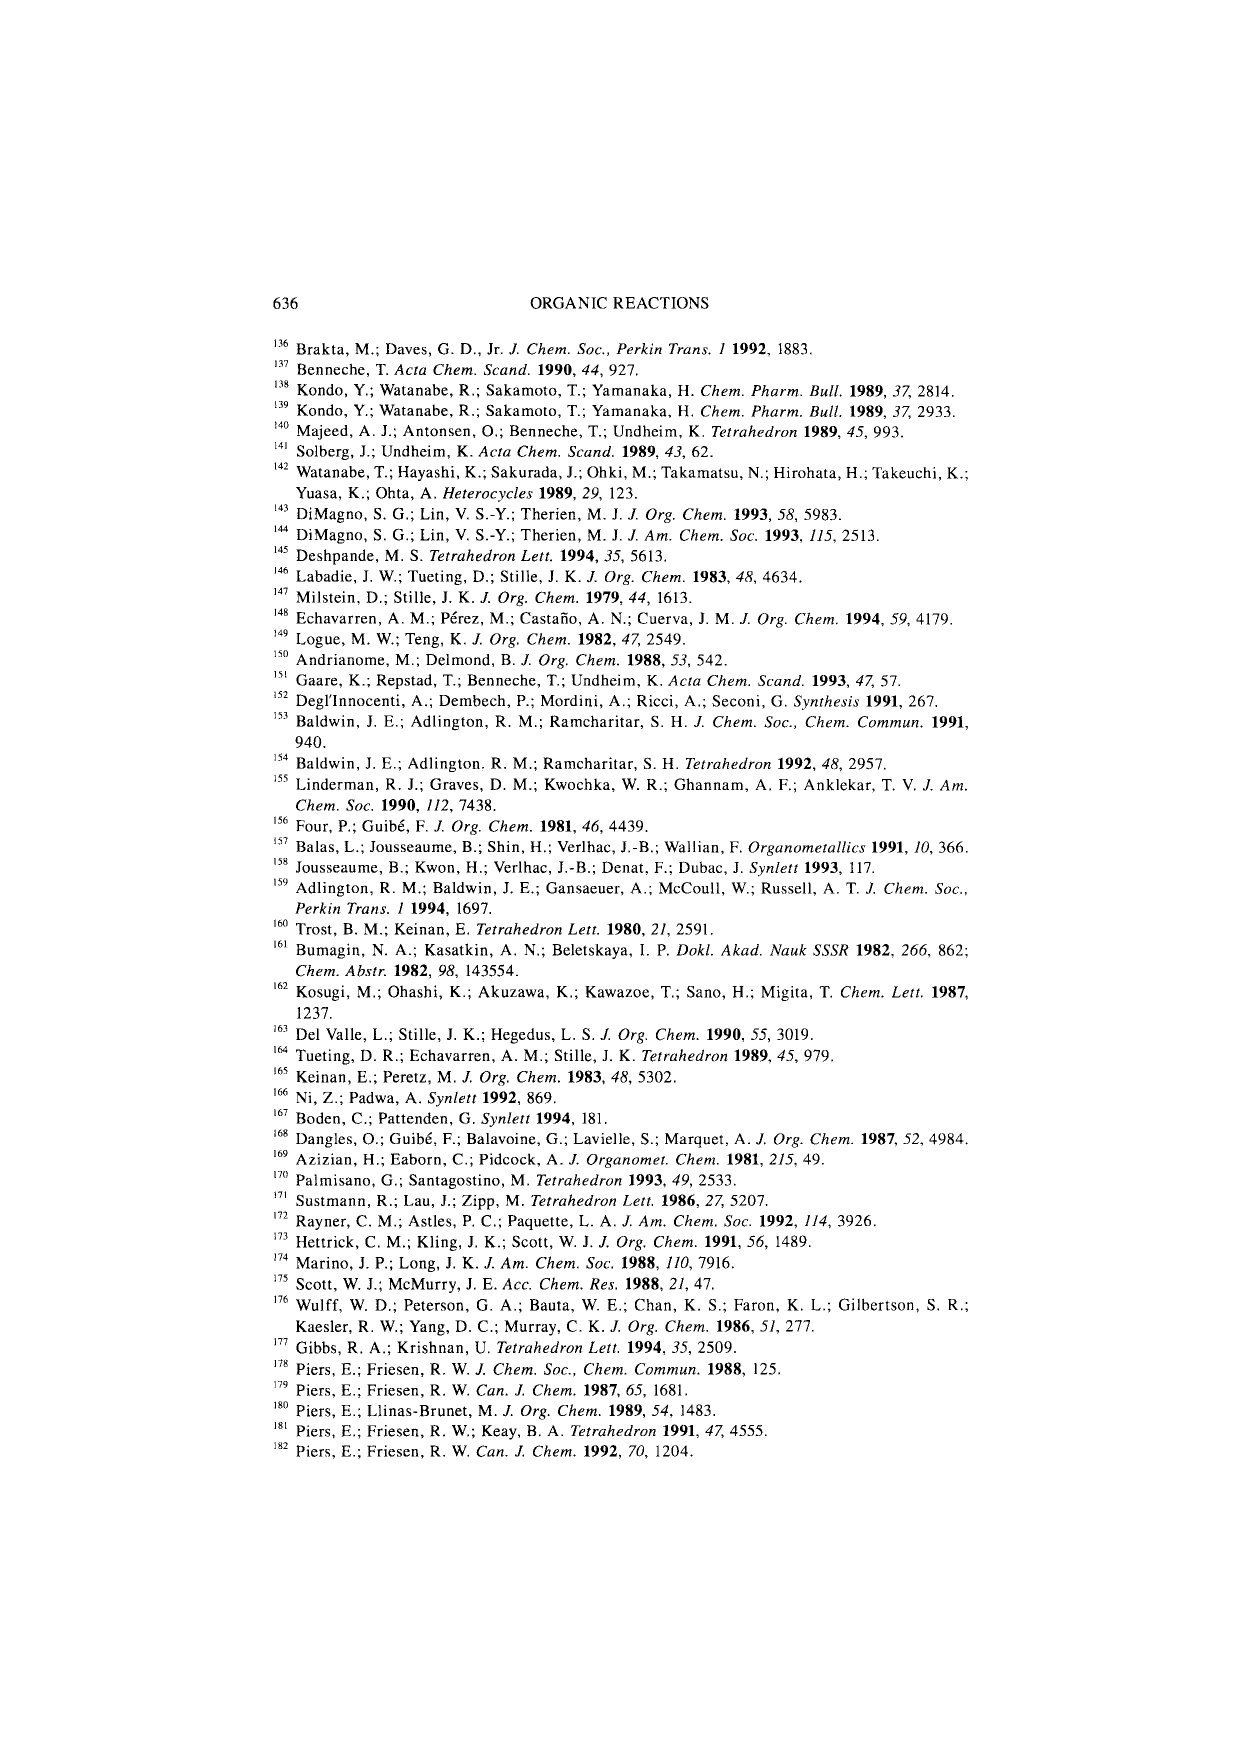 636 ORGANIC REACTIONS
136 Brakta, M.; Daves, G. D., Jr. J. Chem. Soc., Perkin Trans. 1 1992, 1883.
137 Benneche, T. Acta Chem. Scand. 1990, 44, 927.
138 Kondo, Y.; Watanabe, R.; Sakamoto, T.; Yamanaka, H. Chem. Pharm. Bull. 1989, 37, 2814.
139 Kondo, Y.; Watanabe, R.; Sakamoto, T.; Yamanaka, H. Chem. Pharm. Bull. 1989, 37, 2933.
140 Majeed, A. J.; Antonsen, O.; Benneche, T.; Undheim, K. Tetrahedron 1989, 45, 993.
141 Solberg, J.; Undheim, K. Acta Chem. Scand. 1989, 43, 62.
142 Watanabe, T.; Hayashi, K.; Sakurada, J.; Ohki, M.; Takamatsu, N.; Hirohata, H.; Takeuchi, K.;
Yuasa, K.; Ohta, A. Heterocycles 1989, 29, 123.
143 DiMagno, S. G.; Lin, V. S.-Y.; Therien, M. J. J. Org. Chem. 1993, 58, 5983.
144 DiMagno, S. G.; Lin, V. S.-Y.; Therien, M. J. J. Am. Chem. Soc. 1993, 115, 2513.
145 Deshpande, M. S. Tetrahedron Lett. 1994, 35, 5613.
146 Labadie, J. W.; Tueting, D.; Stille, J. K. J. Org. Chem. 1983, 48, 4634.
147 Milstein, D.; Stille, J. K. J. Org. Chem. 1979, 44, 1613.
148 Echavarren, A. M.; Pérez, M.; Castaño, A. N.; Cuerva, J. M. J. Org. Chem. 1994, 59, 4179.
149 Logue, M. W.; Teng, K. J. Org. Chem. 1982, 47, 2549.
150 Andrianome, M.; Delmond, B. J. Org. Chem. 1988, 53, 542.
151 Gaare, K.; Repstad, T.; Benneche, T.; Undheim, K. Acta Chem. Scand. 1993, 47, 57.
152 Degl'Innocenti, A.; Dembech, P.; Mordini, A.; Ricci, A.; Seconi, G. Synthesis 1991, 267.
153 Baldwin, J. E.; Adlington, R. M.; Ramcharitar, S. H. J. Chem. Soc., Chem. Commun. 1991,
940.
154 Baldwin, J. E.; Adlington. R. M.; Ramcharitar, S. H. Tetrahedron 1992, 48, 2957.
155 Linderman, R. J.; Graves, D. M.; Kwochka, W. R.; Ghannam, A. F.; Anklekar, T. V. J. Am.
Chem. Soc. 1990, 112, 7438.
156 Four, P.; Guibé, F. J. Org. Chem. 1981, 46, 4439.
157 Balas, L.; Jousseaume, B.; Shin, H.; Verlhac, J.-B.; Wallian, F. Organometallics 1991, 10, 366.
158 Jousseaume, B.; Kwon, H.; Verlhac, J.-B.; Denat, F.; Dubac, J. Synlett 1993, 117.
159 Adlington, R. M.; Baldwin, J. E.; Gansaeuer, A.; McCoull, W.; Russell, A. T. J. Chem. Soc.,
Perkin Trans. 1 1994, 1697.
160 Trost, B. M.; Keinan, E. Tetrahedron Lett. 1980, 21, 2591.
161 Bumagin, N. A.; Kasatkin, A. N.; Beletskaya, I. P. Dokl. Akad. Nauk SSSR 1982, 266, 862;
Chem. Abstr. 1982, 98, 143554.
162 Kosugi, M.; Ohashi, K.; Akuzawa, K.; Kawazoe, T.; Sano, H.; Migita, T. Chem. Lett. 1987,
1237.
163 Del Valle, L.; Stille, J. K.; Hegedus, L. S. J. Org. Chem. 1990, 55, 3019.
164 Tueting, D. R.; Echavarren, A. M.; Stille, J. K. Tetrahedron 1989, 45, 979.
165 Keinan, E.; Peretz, M. J. Org. Chem. 1983, 48, 5302.
166 Ni, Z.; Padwa, A. Synlett 1992, 869.
167 Boden, C.; Pattenden, G. Synlett 1994, 181.
168 Dangles, O.; Guibé, F.; Balavoine, G.; Lavielle, S.; Marquet, A. J. Org. Chem. 1987, 52, 4984.
169 Azizian, H.; Eaborn, C.; Pidcock, A. J. Organomet. Chem. 1981, 215, 49.
170 Palmisano, G.; Santagostino, M. Tetrahedron 1993, 49, 2533.
171 Sustmann, R.; Lau, J.; Zipp, M. Tetrahedron Lett. 1986, 27, 5207.
172 Rayner, C. M.; Astles, P. C.; Paquette, L. A. J. Am. Chem. Soc. 1992, 114, 3926.
173 Hettrick, C. M.; Kling, J. K.; Scott, W. J. J. Org. Chem. 1991, 56, 1489.
174 Marino, J. P.; Long, J. K. J. Am. Chem. Soc. 1988, 110, 7916.
175 Scott, W. J.; McMurry, J. E. Acc. Chem. Res. 1988, 21, 47.
176 Wulff, W. D.; Peterson, G. A.; Bauta, W. E.; Chan, K. S.; Faron, K. L.; Gilbertson, S. R.;
Kaesler, R. W.; Yang, D. C.; Murray, C. K. J. Org. Chem. 1986, 51, 277.
177 Gibbs, R. A.; Krishnan, U. Tetrahedron Lett. 1994, 35, 2509.
178 Piers, E.; Friesen, R. W. J. Chem. Soc., Chem. Commun. 1988, 125.
179 Piers, E.; Friesen, R. W. Can. J. Chem. 1987, 65, 1681.
180 Piers, E.; Llinas-Brunet, M. J. Org. Chem. 1989, 54, 1483.
181 Piers, E.; Friesen, R. W.; Keay, B. A. Tetrahedron 1991, 47, 4555.
182 Piers, E.; Friesen, R. W. Can. J. Chem. 1992, 70, 1204.